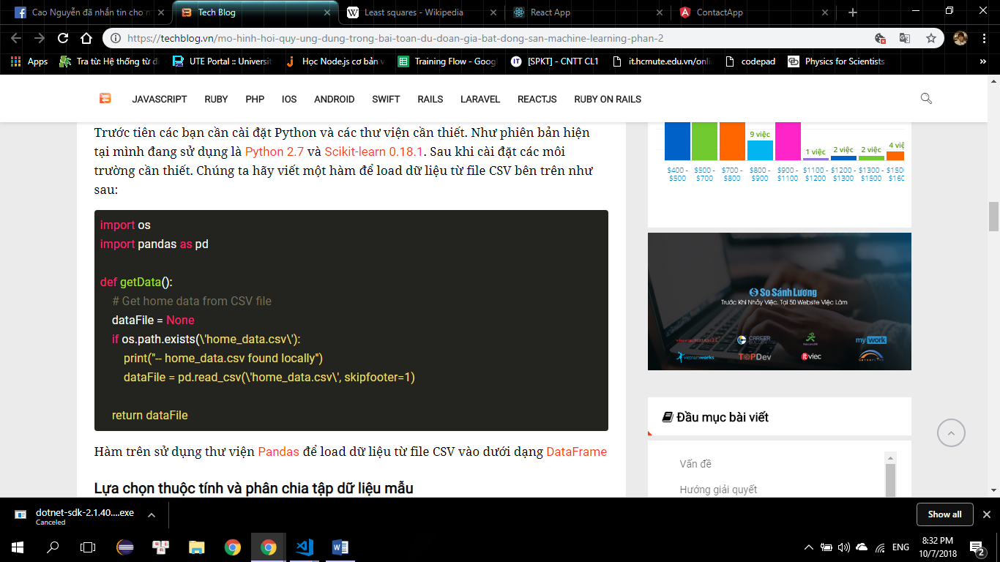 Cao Nguyễn đã nhắn tin cho
Tech Blog
Least squares - Wikipedia
React App
ContactApp
https://techblog.vn/mo-hinh-hoi-quy-ung-dung-trong-bai-toan-du-doan-gia-bat-dong-san-machine-learning-phan-2
Apps
Tra từ: Hệ thống từ
UTE Portal :: Universit
Học Node.js cơ bản
Training Flow - Goog
[SPKT] - CNTT CL1
it.hcmute.edu.vn/onli
codepad
Physics for Scientists
»
JAVASCRIPT
RUBY
PHP
IOS
ANDROID
SWIFT
RAILS
LARAVEL
REACTJS
RUBY ON RAILS
Trước tiên các bạn cần cài đặt Python và các thư viện cần thiết. Như phiên bản hiện
tại mình đang sử dụng là Python 2.7 và Scikit-learn 0.18.1. Sau khi cài đặt các môi
trường cần thiết. Chúng ta hãy viết một hàm để load dữ liệu từ file CSV bên trên như
sau:
import os
import pandas as pd
def getData():
# Get home data from CSV file
dataFile = None
if os.path.exists(\'home_data.csv\'):
print("-- home_data.csv found locally")
dataFile = pd.read_csv(\'home_data.csv\', skipfooter=1)
return dataFile
Hàm trên sử dụng thư viện Pandas để load dữ liệu từ file CSV vào dưới dạng DataFrame
Lựa chọn thuộc tính và phân chia tập dữ liệu mẫu
9 việc
1 việc
2 việc
2 việc
4 việ
$400 - $500
$500 - $700
$700 - $800
$800 - $900
$900 - $1100
$1100 - $1200
$1200 - $1300
$1300 - $1500
$1500 $160
So Sánh Lương
Trước Khi Nhảy Việc. Tại 50 Website Việc Làm
CAREER
my work
vietnamworks
TOPDev
itviec
Đầu mục bài viết
Vấn đề
Hướng giải quyết
dotnet-sdk-2.1.40....exe
Canceled
Show all
ENG
8:32 PM
10/7/2018
2